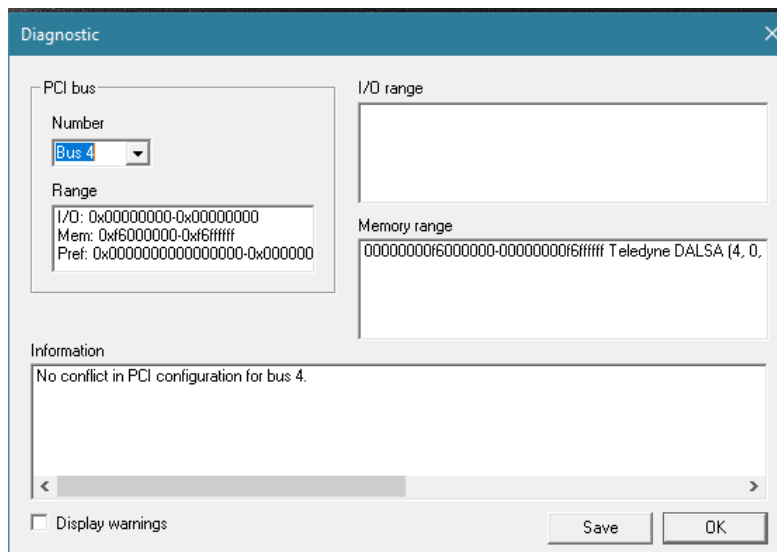 Diagnostic
PCI bus
Number
Bus 4
Range
I/O: 0x00000000-0x00000000
Mem: 0xf6000000-0xf6ffffff
Pref: 0x0000000000000000-0x000000
I/O range
Memory range
00000000f6000000-00000000f6ffffff Teledyne DALSA (4, 0,
Information
No conflict in PCI configuration for bus 4.
Display warnings
Save
OK